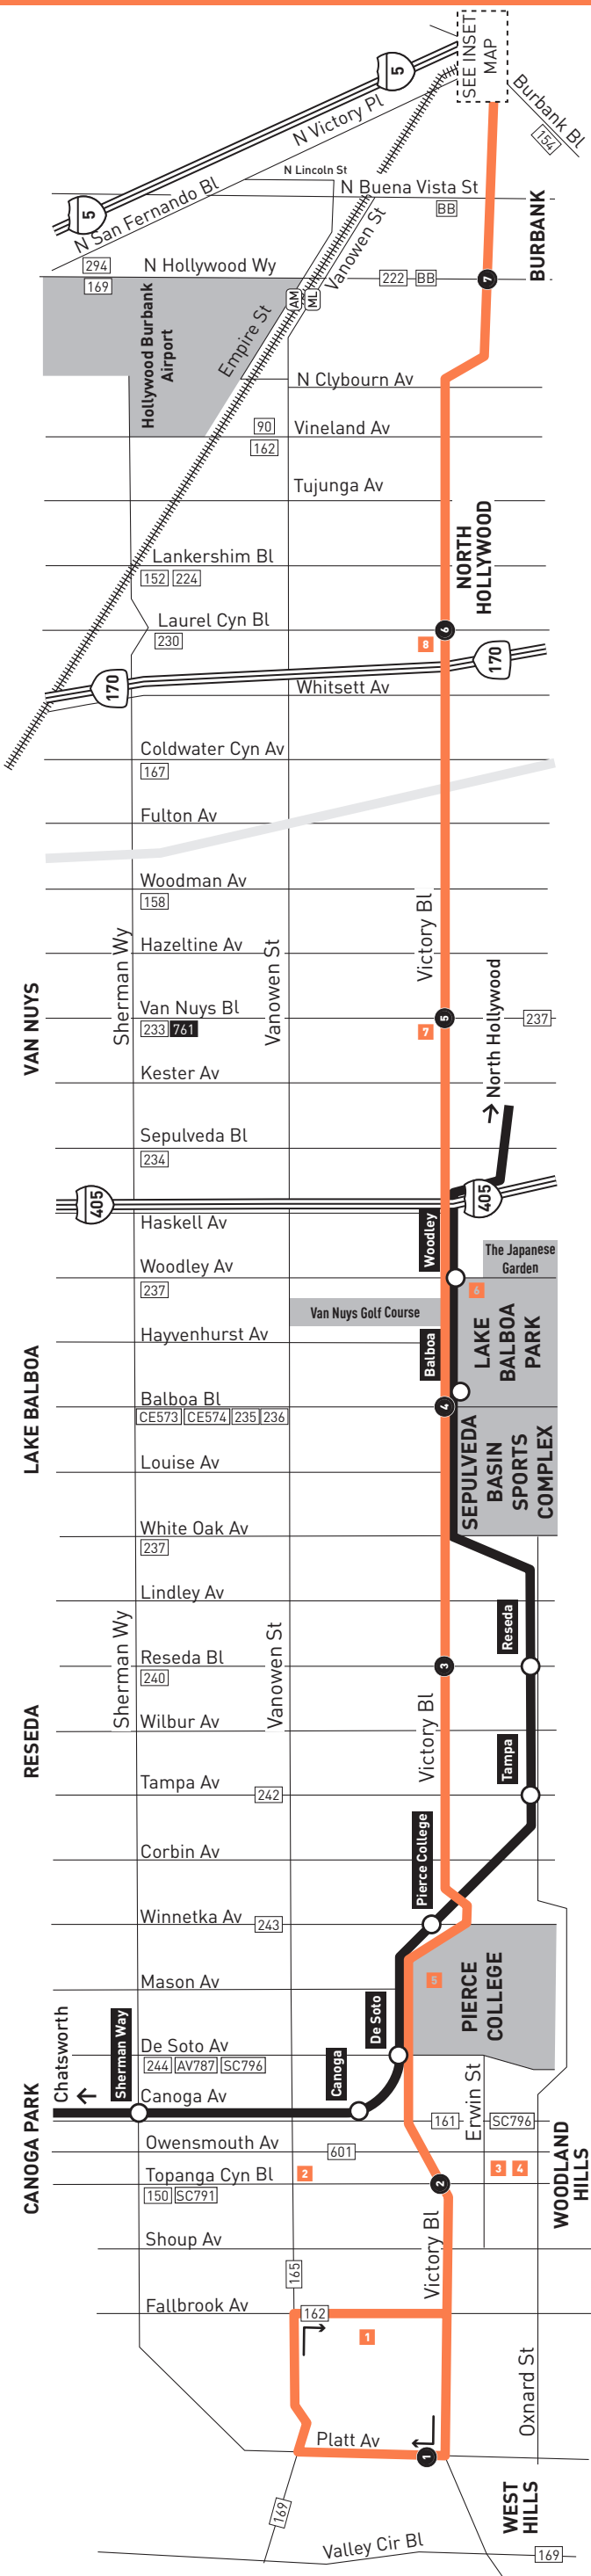 SEE INSET
MAP
5
Burbank Bl
154
N Victory Pl
N Lincoln St
N Buena Vista St
BB
5
N San Fernando Bl
Vanowen St
BURBANK
294
N Hollywood Wy
222
BB
7
169
AM
ML
Hollywood Burbank
Airport
Empire St
N Clybourn Av
90
Vineland Av
162
Tujunga Av
NORTH
HOLLYWOOD
Lankershim Bl
152
224
Laurel Cyn Bl
6
230
8
170
170
Whitsett Av
Coldwater Cyn Av
167
Fulton Av
Woodman Av
158
Victory Bl
Sherman Wy
Hazeltine Av
Vanowen St
North Hollywood
VAN NUYS
Van Nuys Bl
5
237
233
761
7
Kester Av
Sepulveda Bl
234
405
405
Haskell Av
Woodley
The Japanese
Garden
Woodley Av
237
6
Van Nuys Golf Course
LAKE
BALBOA
PARK
Hayvenhurst Av
Balboa
LAKE BALBOA
Balboa Bl
4
CE573
CE574
235
236
SEPULVEDA
BASIN
SPORTS
COMPLEX
Louise Av
White Oak Av
237
Lindley Av
Reseda
Sherman Wy
Vanowen St
Reseda Bl
3
240
RESEDA
Wilbur Av
Victory Bl
Tampa
Tampa Av
242
Pierce College
Corbin Av
Winnetka Av
243
Mason Av
5
PIERCE
COLLEGE
Chatsworth
Sherman Way
De Soto
De Soto Av
244
AV787
SC796
Canoga
Erwin St
CANOGA PARK
Canoga Av
161
SC796
Owensmouth Av
601
WOODLAND
HILLS
Topanga Cyn Bl
2
3
4
150
SC791
2
Victory Bl
Shoup Av
165
Fallbrook Av
162
1
Oxnard St
Platt Av
1
WEST
HILLS
169
Valley Cir Bl
169